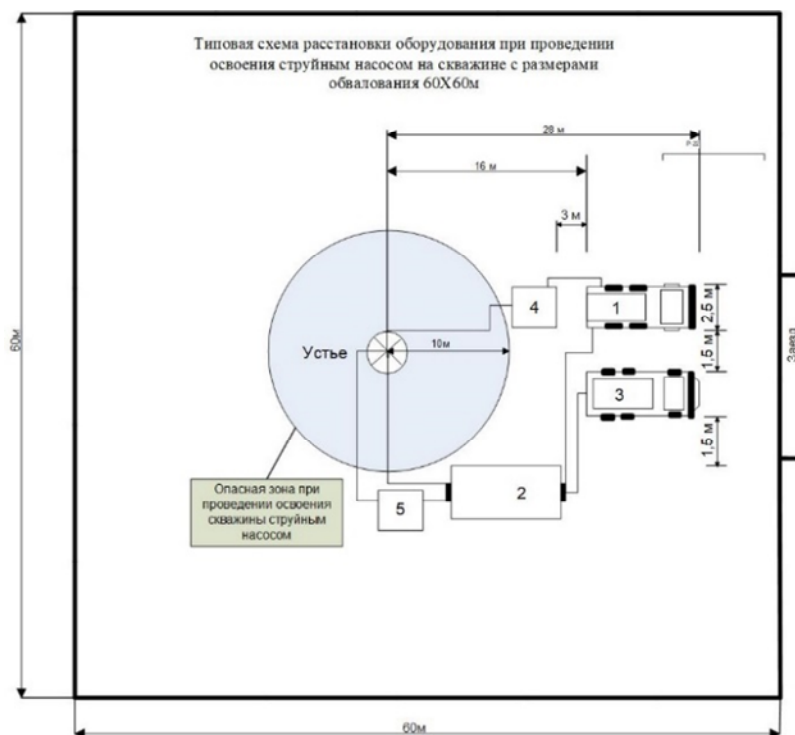 Типовая схема расстановки оборудования при проведении
освоения струйным насосом на скважине с размерами
обвалования 60Х60м
28 м
Р.В.
16 м
3 м
4
1
2,5 м
1,5 м
Заезд
60м
Устье
10м
3
1,5 м
Опасная зона при
проведении освоения
скважины струйным
насосом
2
5
60м